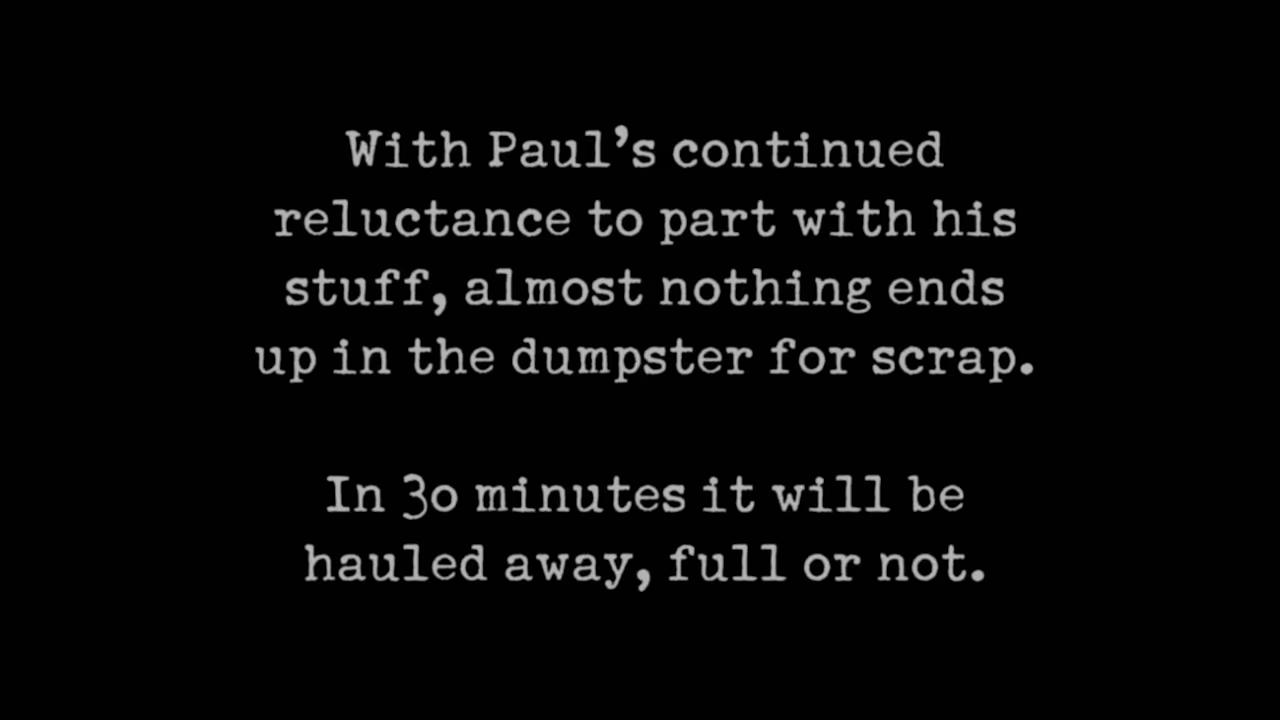 With Paul’s continued
reluctance to part with his
stuff, almost nothing ends
up in the dumpster for scrap.
In 30 minutes it will be
hauled away, full or not.